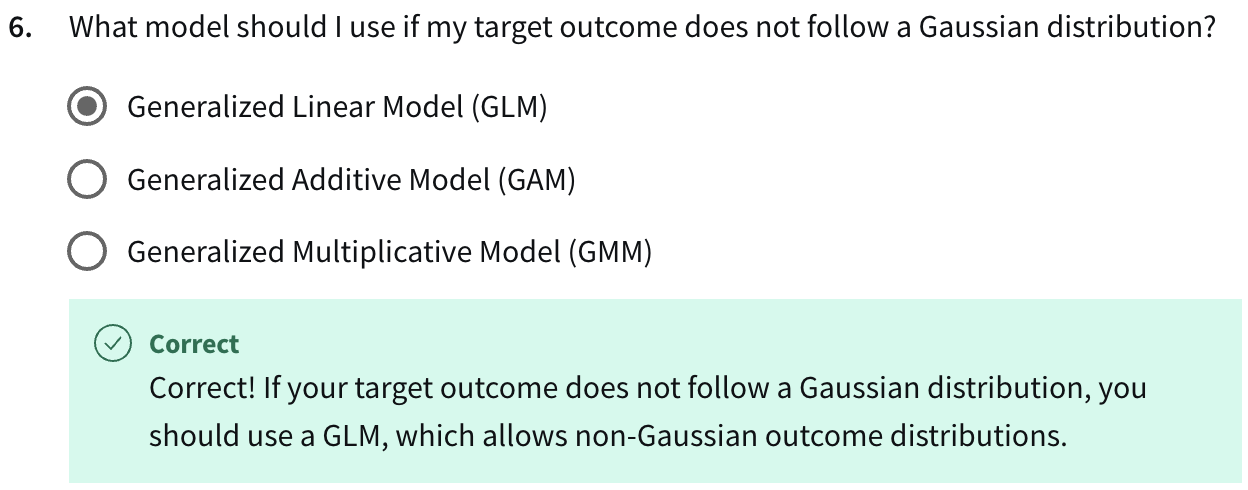 6. What model should I use if my target outcome does not follow a Gaussian distribution?
Generalized Linear Model (GLM)
Generalized Additive Model (GAM)
Generalized Multiplicative Model (GMM)
Correct
Correct! If your target outcome does not follow a Gaussian distribution, you
should use a GLM, which allows non-Gaussian outcome distributions.